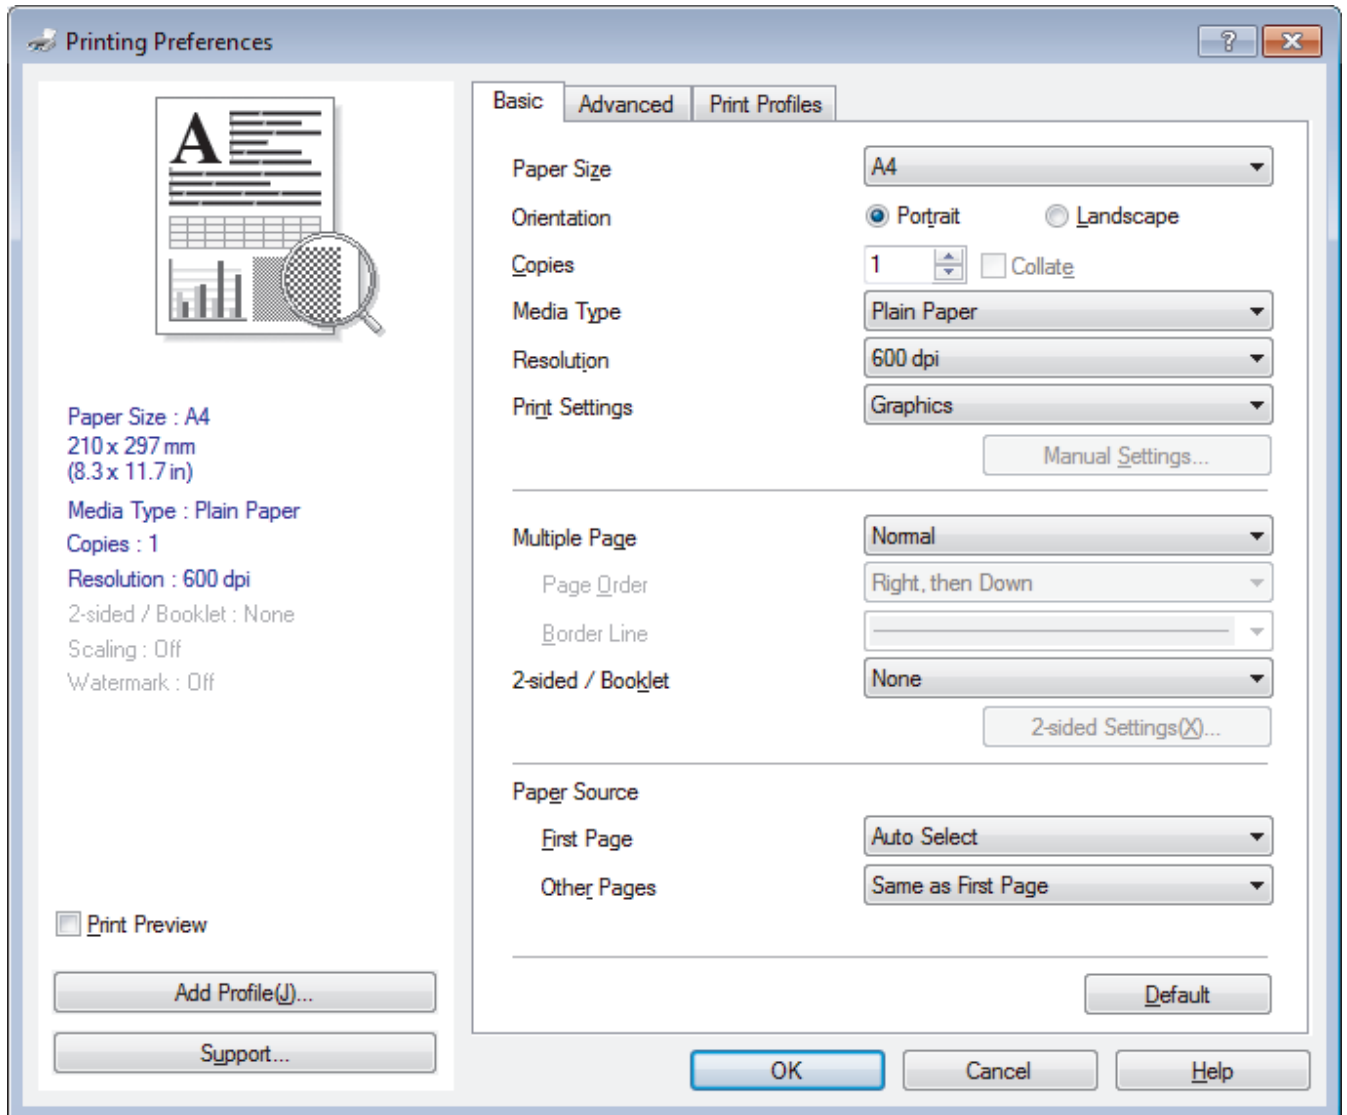 Printing Preferences
A
Paper Size : A4
210 x 297 mm
(8.3 x 11.7 in)
Media Type : Plain Paper
Copies : 1
Resolution : 600 dpi
2-sided / Booklet : None
Scaling : Off
Watermark : Off
Print Preview
Add Profile(J)...
Support...
Basic Advanced Print Profiles
Paper Size A4
Orientation Portrait Landscape
Copies 1 Collate
Media Type Plain Paper
Resolution 600 dpi
Print Settings Graphics
Manual Settings...
Multiple Page Normal
Page Order Right, then Down
Border Line
2-sided / Booklet None
2-sided Settings(X)...
Paper Source
First Page Auto Select
Other Pages Same as First Page
Default
OK Cancel Help